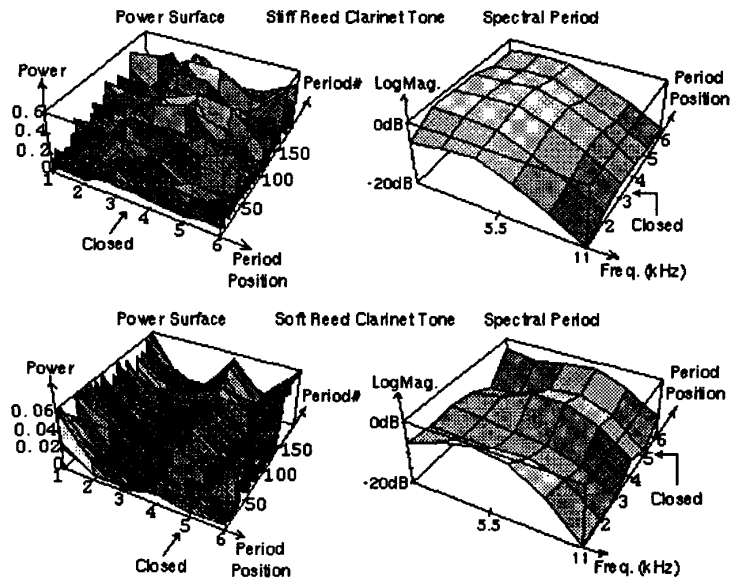 Power Surface Stiff Reed Clarinet Tone Spectral Period
Power
0.6
0.4
0.2
0
1
2
3
4
5
6
Closed
Period
Position
50
100
150
Period#
LogMag.
0dB
-20dB
5.5
11
Freq. (kHz)
2
3
4
5
6
Closed
Period
Position
Power Surface Soft Reed Clarinet Tone Spectral Period
Power
0.06
0.04
0.02
0
1
2
3
4
5
6
Closed
Period
Position
50
100
150
Period#
LogMag.
0dB
-20dB
5.5
11
Freq. (kHz)
2
3
4
5
6
Closed
Period
Position